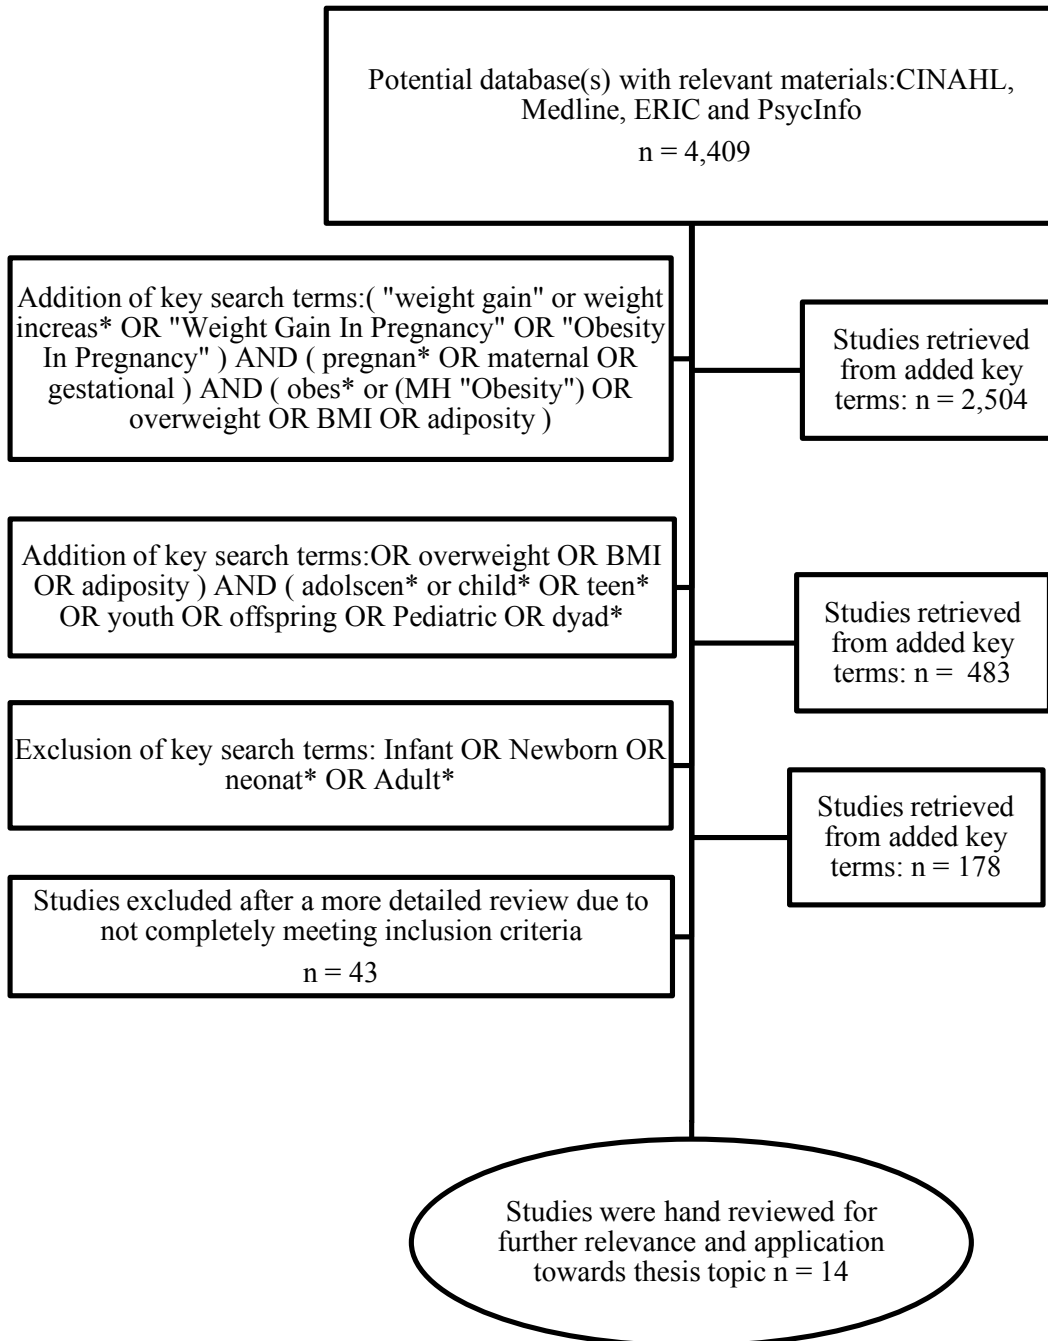 Potential database(s) with relevant materials:CINAHL,
Medline, ERIC and PsycInfo
n = 4,409
Addition of key search terms:( "weight gain" or weight
increas* OR "Weight Gain In Pregnancy" OR "Obesity
In Pregnancy" ) AND ( pregnan* OR maternal OR
gestational ) AND ( obes* or (MH "Obesity") OR
overweight OR BMI OR adiposity )
Studies retrieved
from added key
terms: n = 2,504
Addition of key search terms:OR overweight OR BMI
OR adiposity ) AND ( adolscen* or child* OR teen*
OR youth OR offspring OR Pediatric OR dyad*
Studies retrieved
from added key
terms: n =  483
Exclusion of key search terms: Infant OR Newborn OR
neonat* OR Adult*
Studies retrieved
from added key
terms: n = 178
Studies excluded after a more detailed review due to
not completely meeting inclusion criteria
n = 43
Studies were hand reviewed for
further relevance and application
towards thesis topic n = 14